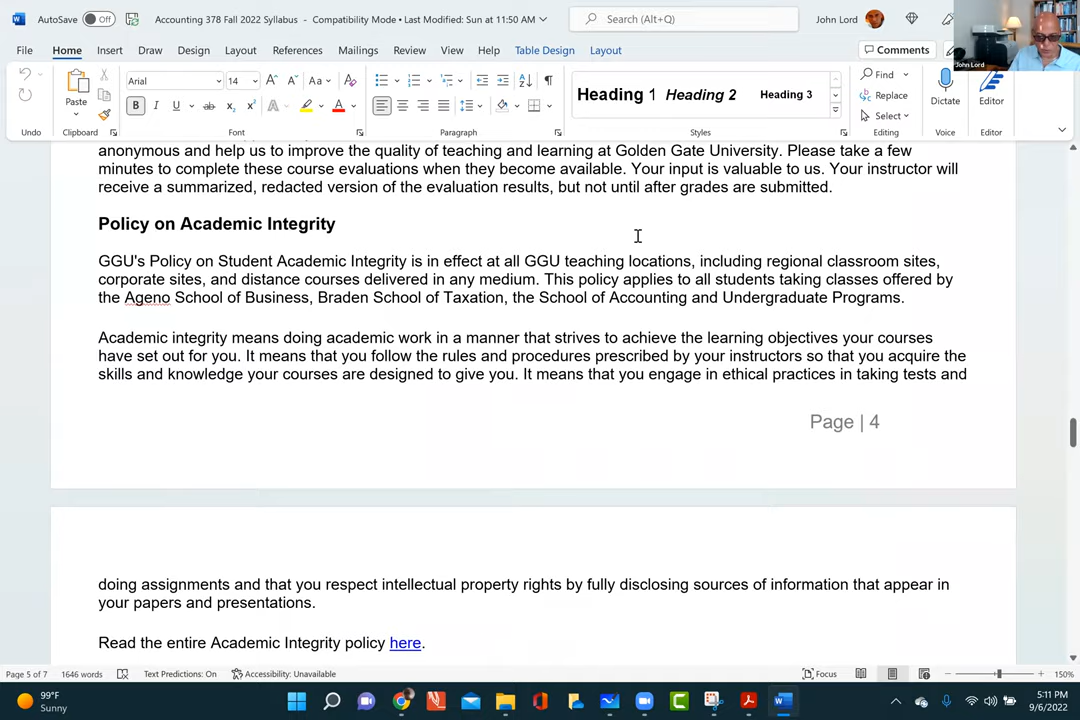 AutoSave Off Accounting 378 Fall 2022 Syllabus - Compatibility Mode • Last Modified: Sun at 11:50 AM Search (Alt+Q) John Lord
File Home Insert Draw Design Layout References Mailings Review View Help Table Design Layout Comments John Lord
Paste Arial 14 Aa Heading 1 Heading 2 Heading 3 Find Replace Select Dictate Editor
B I U ab x₂ x² A A
Undo Clipboard Font Paragraph Styles Editing Voice Editor
anonymous and help us to improve the quality of teaching and learning at Golden Gate University. Please take a few
minutes to complete these course evaluations when they become available. Your input is valuable to us. Your instructor will
receive a summarized, redacted version of the evaluation results, but not until after grades are submitted.
Policy on Academic Integrity
GGU's Policy on Student Academic Integrity is in effect at all GGU teaching locations, including regional classroom sites,
corporate sites, and distance courses delivered in any medium. This policy applies to all students taking classes offered by
the Ageno School of Business, Braden School of Taxation, the School of Accounting and Undergraduate Programs.
Academic integrity means doing academic work in a manner that strives to achieve the learning objectives your courses
have set out for you. It means that you follow the rules and procedures prescribed by your instructors so that you acquire the
skills and knowledge your courses are designed to give you. It means that you engage in ethical practices in taking tests and
Page | 4
doing assignments and that you respect intellectual property rights by fully disclosing sources of information that appear in
your papers and presentations.
Read the entire Academic Integrity policy here.
Page 5 of 7 1646 words Text Predictions: On Accessibility: Unavailable Focus 150%
99°F
Sunny
5:11 PM
9/6/2022